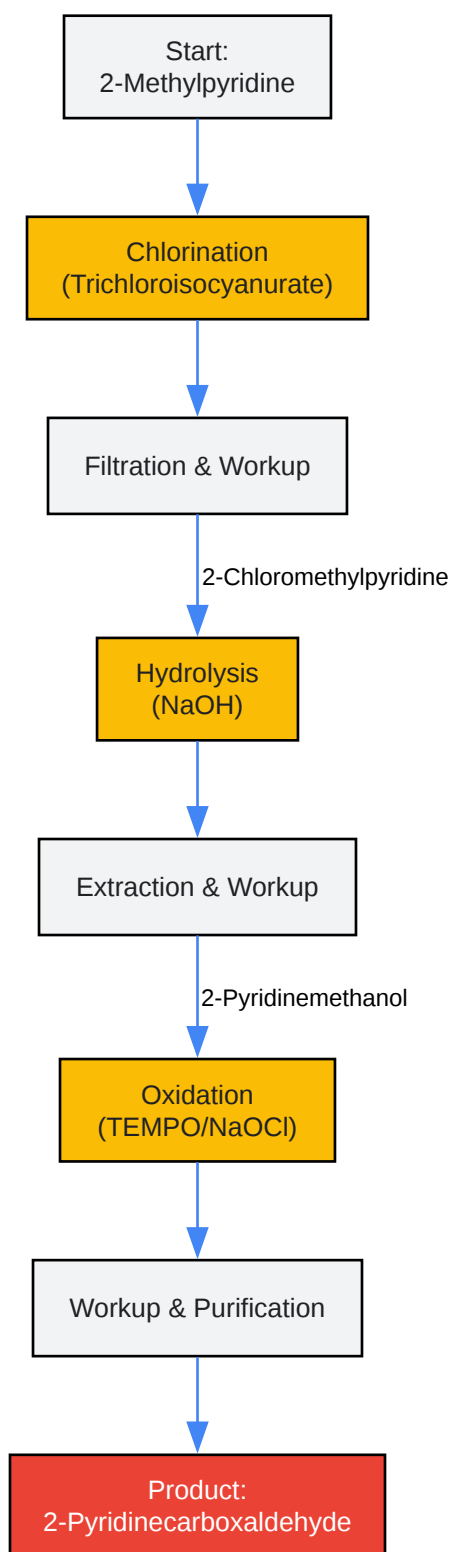 Start:
2-Methylpyridine
Chlorination
(Trichloroisocyanurate)
Filtration & Workup
2-Chloromethylpyridine
Hydrolysis
(NaOH)
Extraction & Workup
2-Pyridinemethanol
Oxidation
(TEMPO/NaOCl)
Workup & Purification
Product:
2-Pyridinecarboxaldehyde